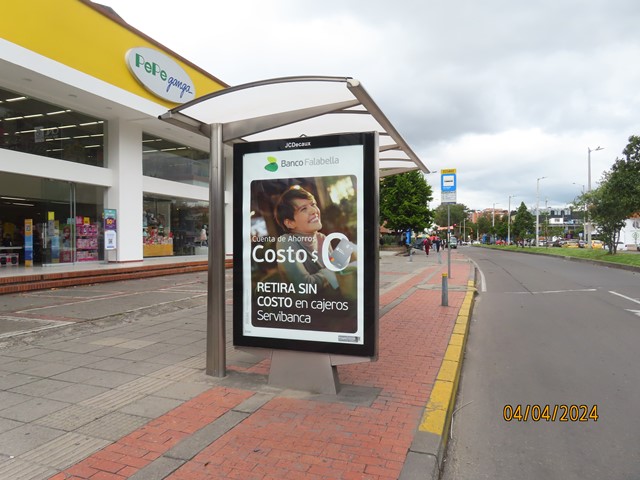 PePe
ganga
JCDecaux
Banco Falabella
Cuenta de Ahorros
Costo $0
RETIRA SIN
COSTO en cajeros
Servibanca
04/04/2024